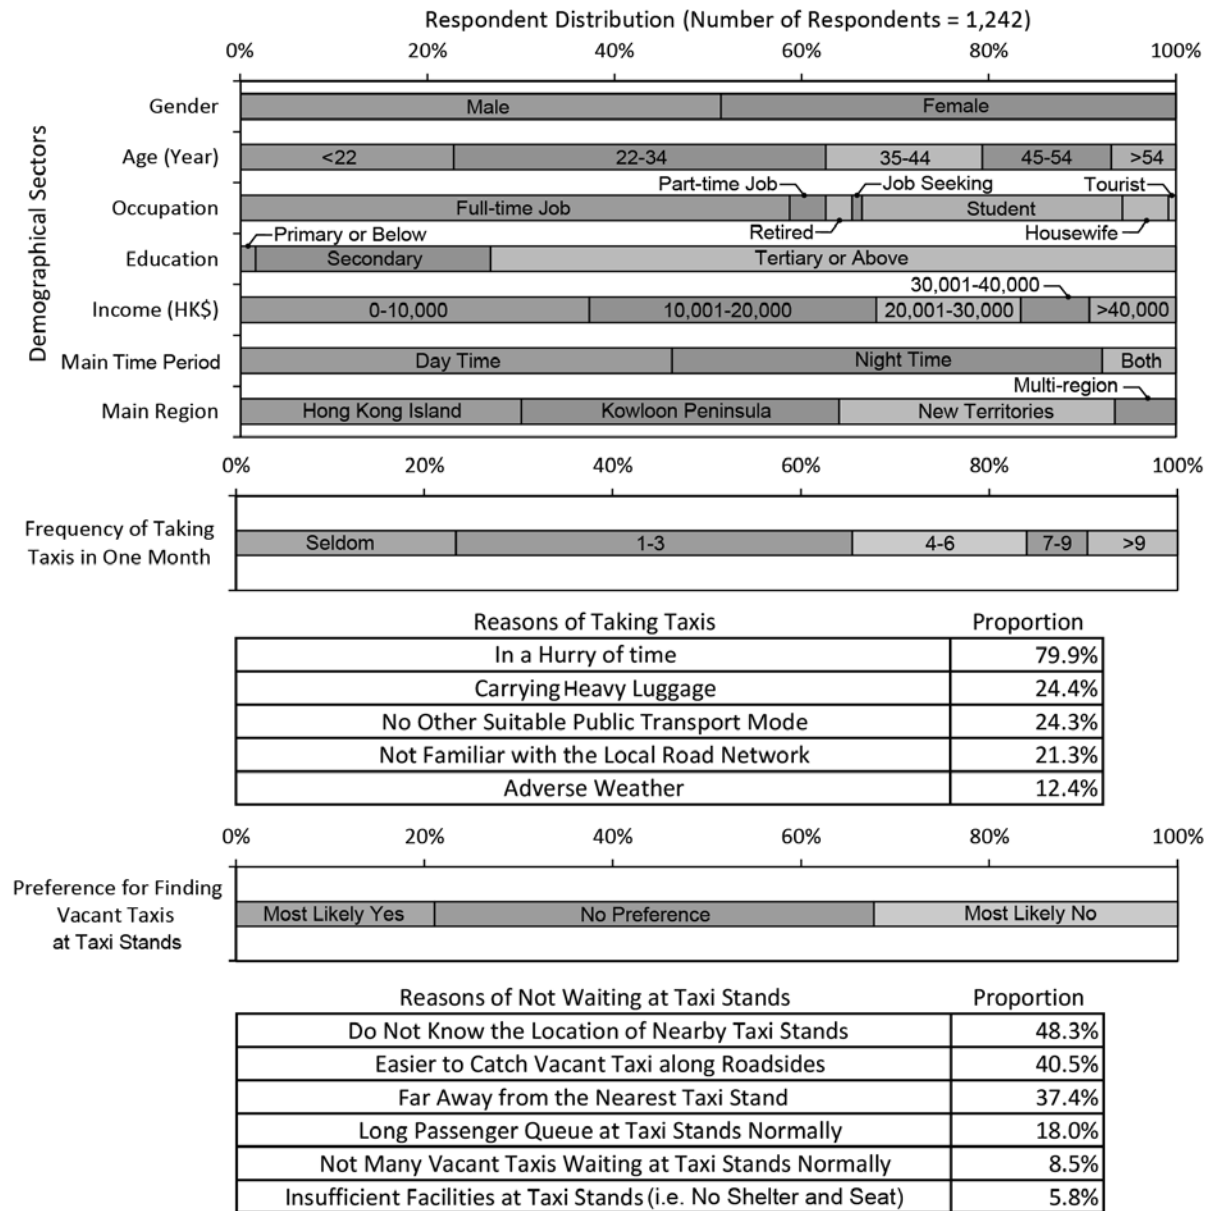 Respondent Distribution (Number of Respondents = 1,242)
0% 20% 40% 60% 80% 100%
Demographical Sectors
Gender Male Female
Age (Year) <22 22-34 35-44 45-54 >54
Part-time Job Job Seeking Tourist
Occupation Full-time Job Student
Retired Housewife
Primary or Below
Education Secondary Tertiary or Above
30,001-40,000
Income (HK$) 0-10,000 10,001-20,000 20,001-30,000 >40,000
Main Time Period Day Time Night Time Both
Multi-region
Main Region Hong Kong Island Kowloon Peninsula New Territories
0% 20% 40% 60% 80% 100%
Frequency of Taking
Taxis in One Month
Seldom 1-3 4-6 7-9 >9
Reasons of Taking Taxis Proportion
In a Hurry of time 79.9%
Carrying Heavy Luggage 24.4%
No Other Suitable Public Transport Mode 24.3%
Not Familiar with the Local Road Network 21.3%
Adverse Weather 12.4%
0% 20% 40% 60% 80% 100%
Preference for Finding
Vacant Taxis
at Taxi Stands
Most Likely Yes No Preference Most Likely No
Reasons of Not Waiting at Taxi Stands Proportion
Do Not Know the Location of Nearby Taxi Stands 48.3%
Easier to Catch Vacant Taxi along Roadsides 40.5%
Far Away from the Nearest Taxi Stand 37.4%
Long Passenger Queue at Taxi Stands Normally 18.0%
Not Many Vacant Taxis Waiting at Taxi Stands Normally 8.5%
Insufficient Facilities at Taxi Stands (i.e. No Shelter and Seat) 5.8%